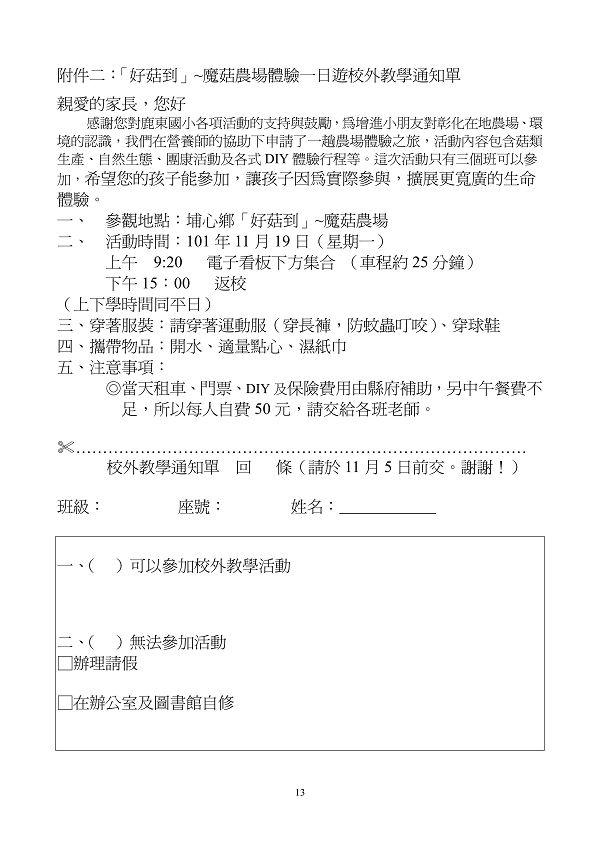 附件二：「好菇到」~魔菇農場體驗一日遊校外教學通知單
親愛的家長，您好
感謝您對鹿東國小各項活動的支持與鼓勵，為增進小朋友對彰化在地農場、環
境的認識，我們在營養師的協助下申請了一趟農場體驗之旅，活動內容包含菇類
生產、自然生態、團康活動及各式 DIY 體驗行程等。這次活動只有三個班可以參
加，希望您的孩子能參加，讓孩子因為實際參與，擴展更寬廣的生命
體驗。
一、 參觀地點：埔心鄉「好菇到」~魔菇農場
二、 活動時間：101 年 11 月 19 日（星期一）
上午 9:20 電子看板下方集合 （車程約 25 分鐘）
下午 15：00 返校
（上下學時間同平日）
三、穿著服裝：請穿著運動服（穿長褲，防蚊蟲叮咬）、穿球鞋
四、攜帶物品：開水、適量點心、濕紙巾
五、注意事項：
◎當天租車、門票、DIY 及保險費用由縣府補助，另中午餐費不
足，所以每人自費 50 元，請交給各班老師。
✄…………………………………………………………………………
校外教學通知單 回 條（請於 11 月 5 日前交。謝謝！）
班級： 座號： 姓名：____________
一、（ ）可以參加校外教學活動
二、（ ）無法參加活動
□辦理請假
□在辦公室及圖書館自修
13